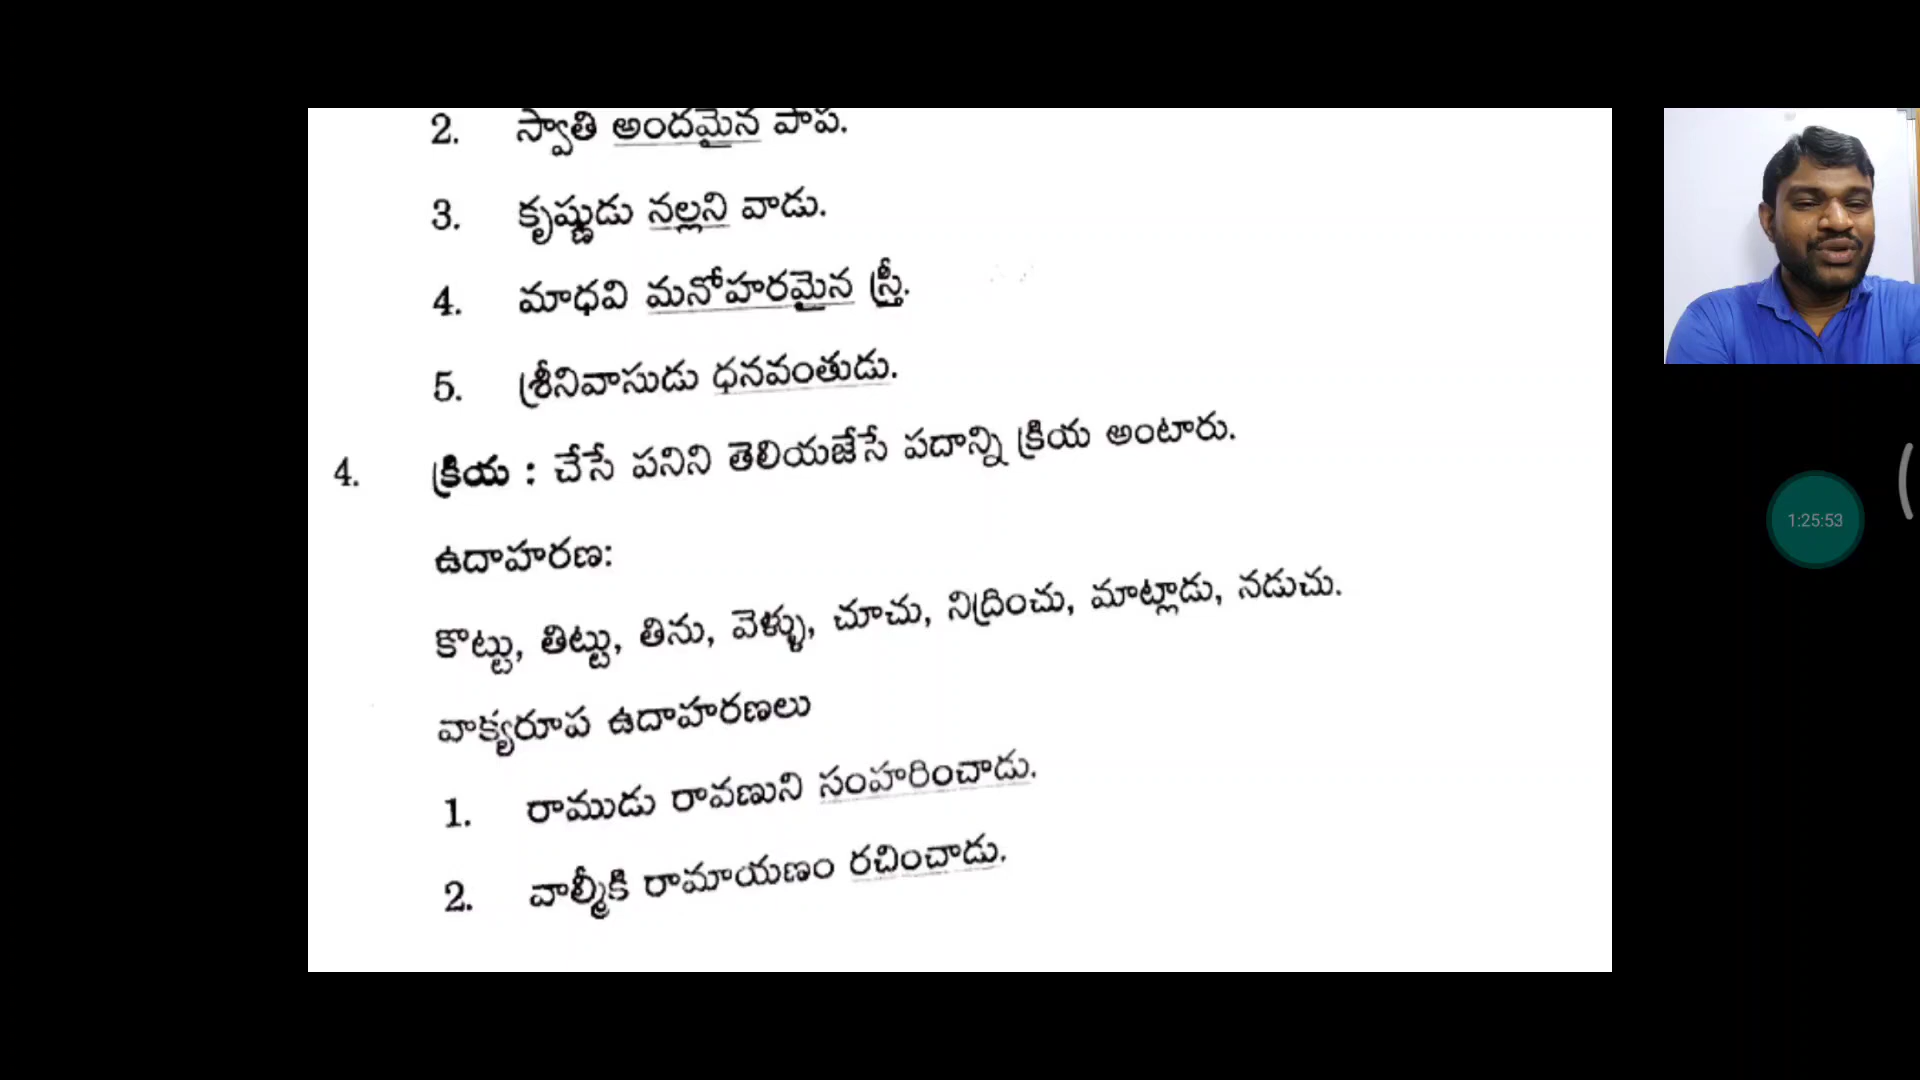 2. స్వాతి అందమైన పాప.
3. కృష్ణుడు నల్లని వాడు.
4. మాధవి మనోహరమైన స్త్రీ.
5. శ్రీనివాసుడు ధనవంతుడు.
4. క్రియ : చేసే పనిని తెలియజేసే పదాన్ని క్రియ అంటారు.
ఉదాహరణ:
కొట్టు, తిట్టు, తిను, వెళ్ళు, చూచు, నిద్రించు, మాట్లాడు, నడుచు.
వాక్యరూప ఉదాహరణలు
1. రాముడు రావణుని సంహరించాడు.
2. వాల్మీకి రామాయణం రచించాడు.
1:25:53